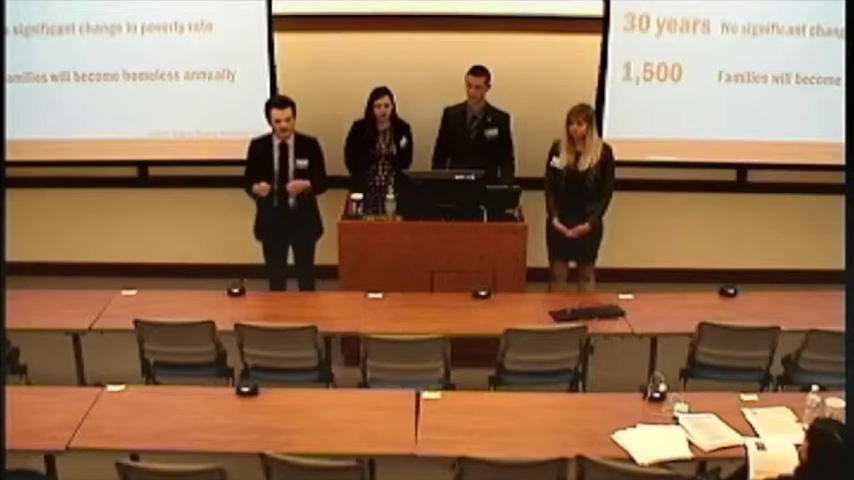 significant change in poverty rate
Families will become homeless annually
30 years No significant chang
1,500 Families will become